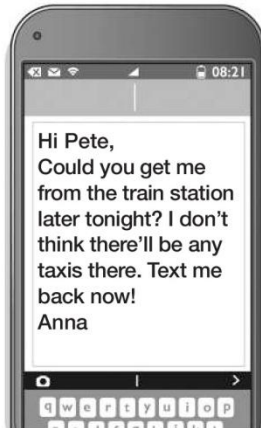 08:21
Hi Pete,
Could you get me
from the train station
later tonight? I don't
think there'll be any
taxis there. Text me
back now!
Anna
q w e r t y u i o p